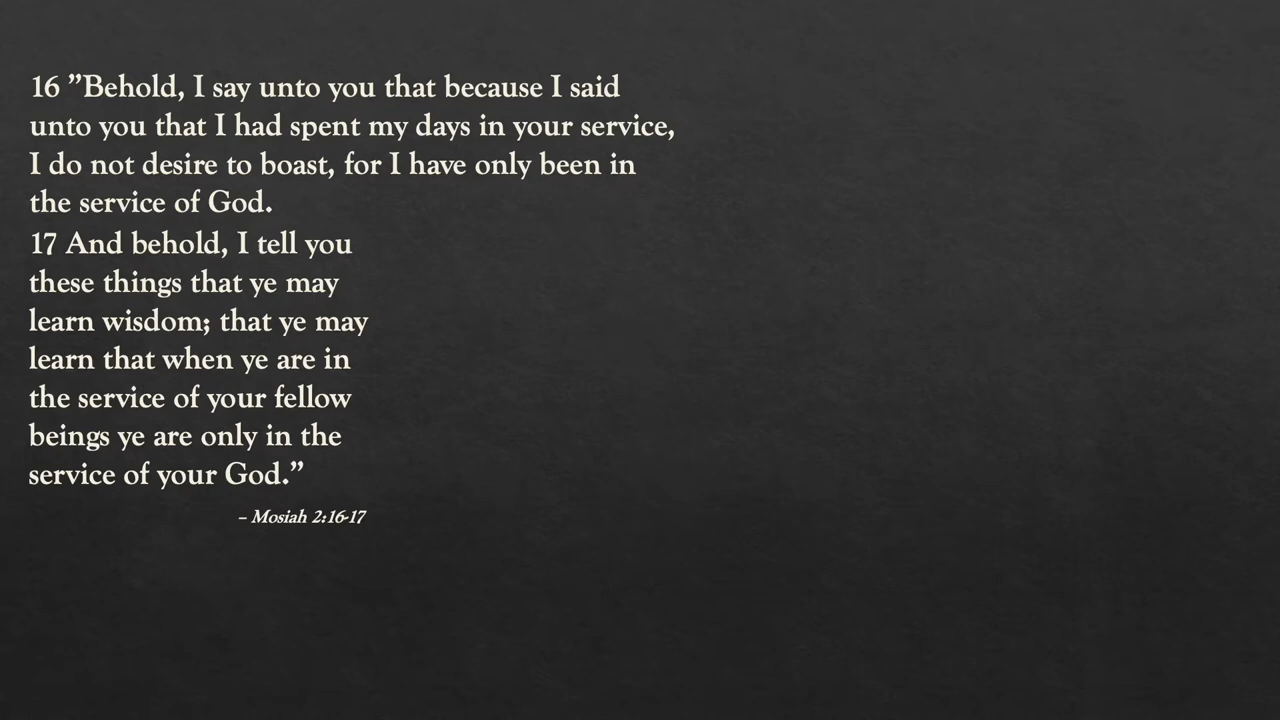 16 ”Behold, I say unto you that because I said
unto you that I had spent my days in your service,
I do not desire to boast, for I have only been in
the service of God.
17 And behold, I tell you
these things that ye may
learn wisdom; that ye may
learn that when ye are in
the service of your fellow
beings ye are only in the
service of your God.”
– Mosiah 2:16-17